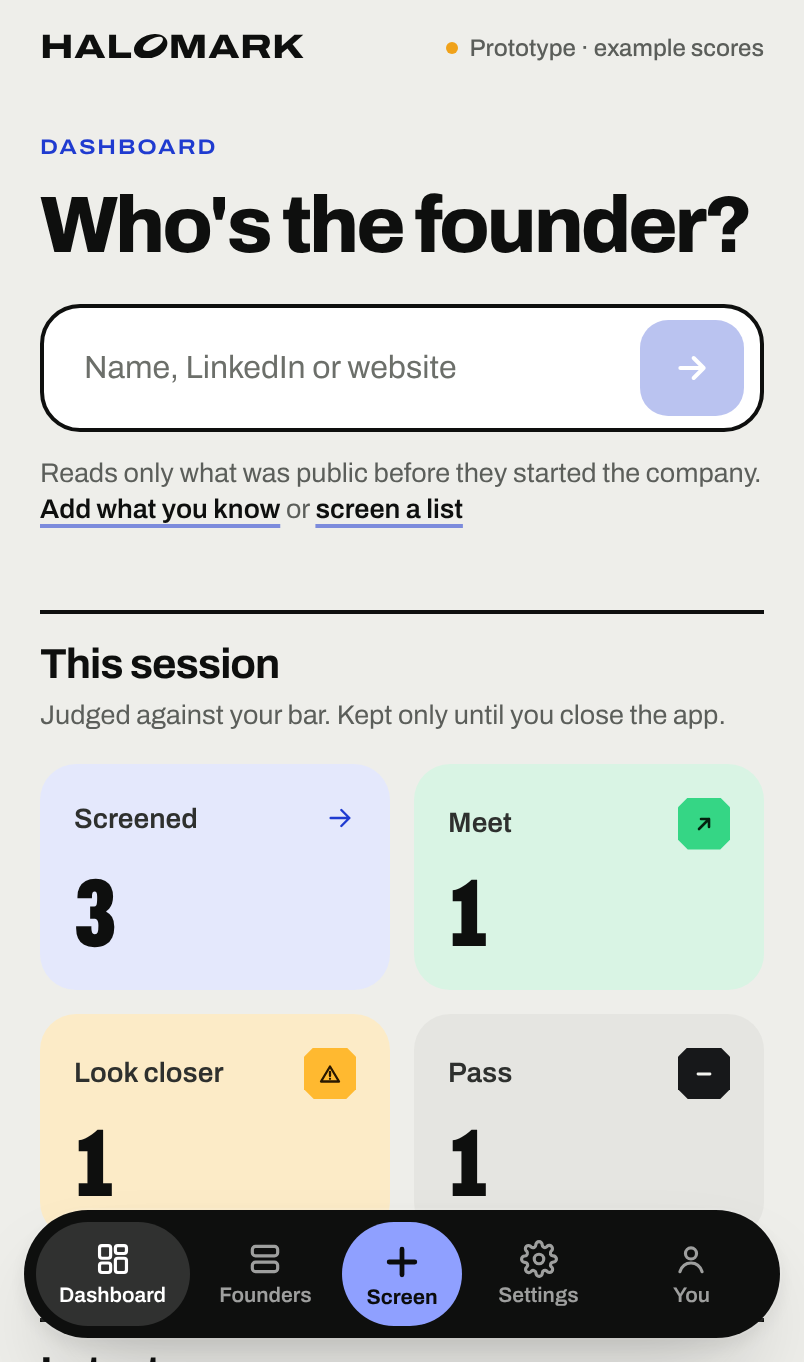 HALOMARK
Prototype · example scores
DASHBOARD
Who's the founder?
Name, LinkedIn or website
Reads only what was public before they started the company.
Add what you know or screen a list
This session
Judged against your bar. Kept only until you close the app.
Screened
Meet
3
1
Look closer
Pass
1
1
Dashboard
Founders
Screen
Settings
You